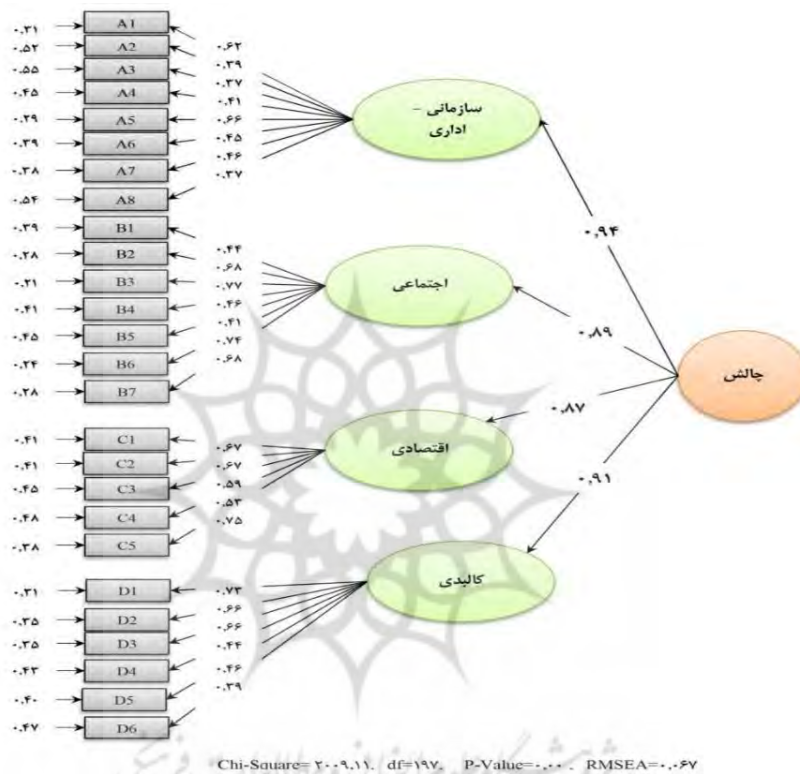 ۰.۳۱ A1 ۰.۶۲
۰.۵۲ A2 ۰.۳۹
۰.۵۵ A3 ۰.۳۷
۰.۴۵ A4 ۰.۴۱
۰.۲۹ A5 ۰.۶۶
۰.۳۹ A6 ۰.۴۵
۰.۳۸ A7 ۰.۴۶
۰.۵۴ A8 ۰.۳۷
سازمانی –
اداری
۰,۹۴
۰.۳۹ B1 ۰.۴۴
۰.۲۸ B2 ۰.۶۸
۰.۲۱ B3 ۰.۷۷
۰.۴۱ B4 ۰.۴۶
۰.۴۵ B5 ۰.۴۱
۰.۲۴ B6 ۰.۷۴
۰.۲۸ B7 ۰.۶۸
اجتماعی
۰,۸۹
چالش
۰.۴۱ C1 ۰.۶۷
۰.۴۱ C2 ۰.۶۷
۰.۴۵ C3 ۰.۵۹
۰.۴۸ C4 ۰.۵۳
۰.۳۸ C5 ۰.۷۵
اقتصادی
۰,۸۷
۰.۳۱ D1 ۰.۷۳
۰.۳۵ D2 ۰.۶۶
۰.۳۵ D3 ۰.۶۶
۰.۴۳ D4 ۰.۴۴
۰.۴۰ D5 ۰.۴۶
۰.۴۷ D6 ۰.۳۹
کالبدی
۰,۹۱
Chi-Square= ۲۰۰۹.۱۱. df=۱۹۷. P-Value=۰.۰۰ . RMSEA=۰.۰۶۷